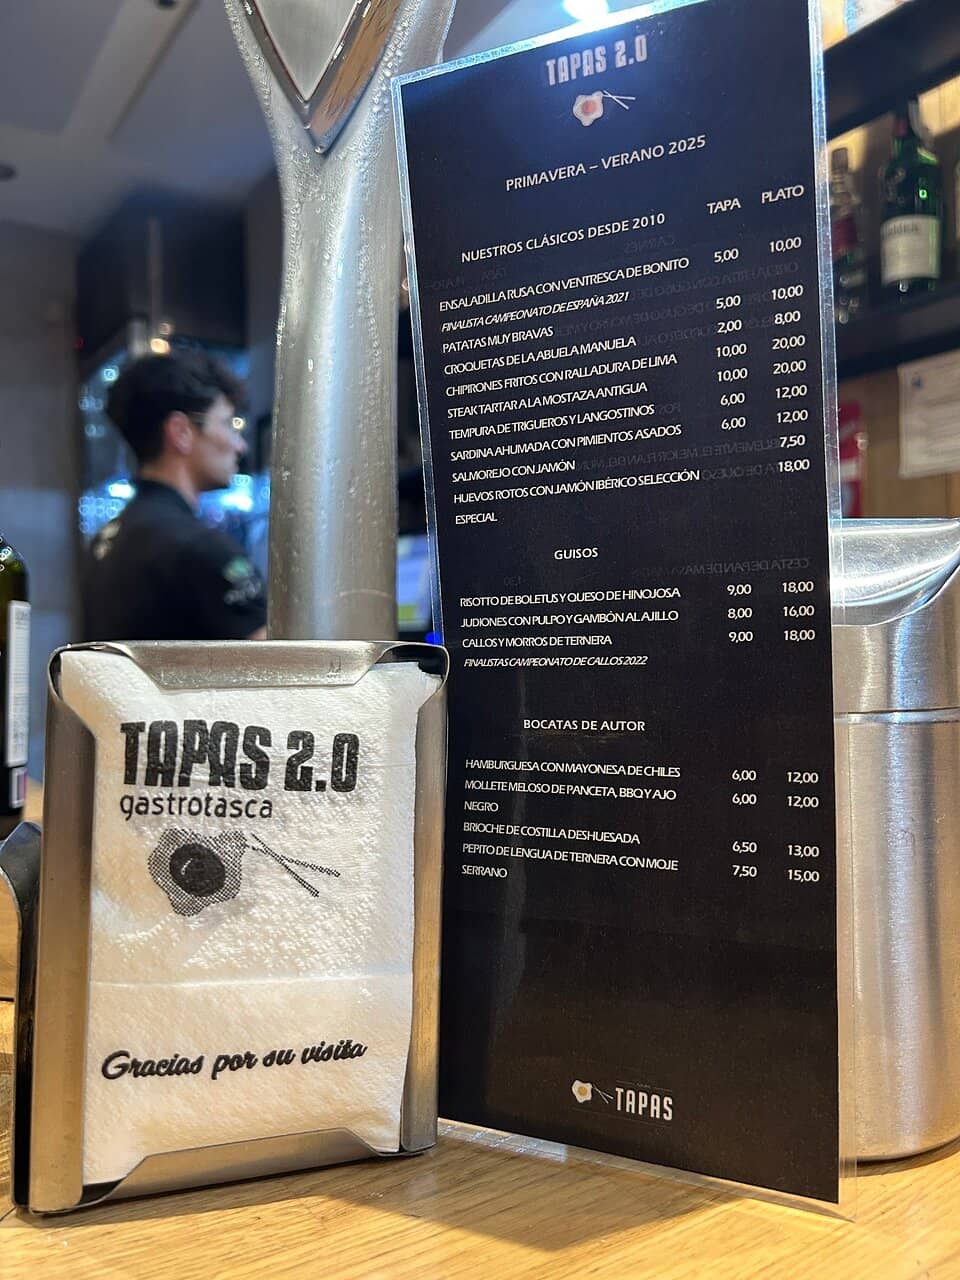 TAPAS 2.0
PRIMAVERA – VERANO 2025
NUESTROS CLÁSICOS DESDE 2010 TAPA PLATO
ENSALADILLA RUSA CON VENTRESCA DE BONITO 5,00 10,00
FINALISTA CAMPEONATO DE ESPAÑA 2021
PATATAS MUY BRAVAS 5,00 10,00
CROQUETAS DE LA ABUELA MANUELA 2,00 8,00
CHIPIRONES FRITOS CON RALLADURA DE LIMA 10,00 20,00
STEAK TARTAR A LA MOSTAZA ANTIGUA 10,00 20,00
TEMPURA DE TRIGUEROS Y LANGOSTINOS 6,00 12,00
SARDINA AHUMADA CON PIMIENTOS ASADOS 6,00 12,00
SALMOREJO CON JAMÓN 7,50
HUEVOS ROTOS CON JAMÓN IBÉRICO SELECCIÓN 18,00
ESPECIAL
GUISOS
RISOTTO DE BOLETUS Y QUESO DE HINOJOSA 9,00 18,00
JUDIONES CON PULPO Y GAMBÓN AL AJILLO 8,00 16,00
CALLOS Y MORROS DE TERNERA 9,00 18,00
FINALISTAS CAMPEONATO DE CALLOS 2022
BOCATAS DE AUTOR
HAMBURGUESA CON MAYONESA DE CHILES 6,00 12,00
MOLLETE MELOSO DE PANCETA, BBQ Y AJO 6,00 12,00
NEGRO
BRIOCHE DE COSTILLA DESHUESADA 6,50 13,00
PEPITO DE LENGUA DE TERNERA CON MOJE 7,50 15,00
SERRANO
TAPAS
TAPAS 2.0
gastrotasca
Gracias por su visita